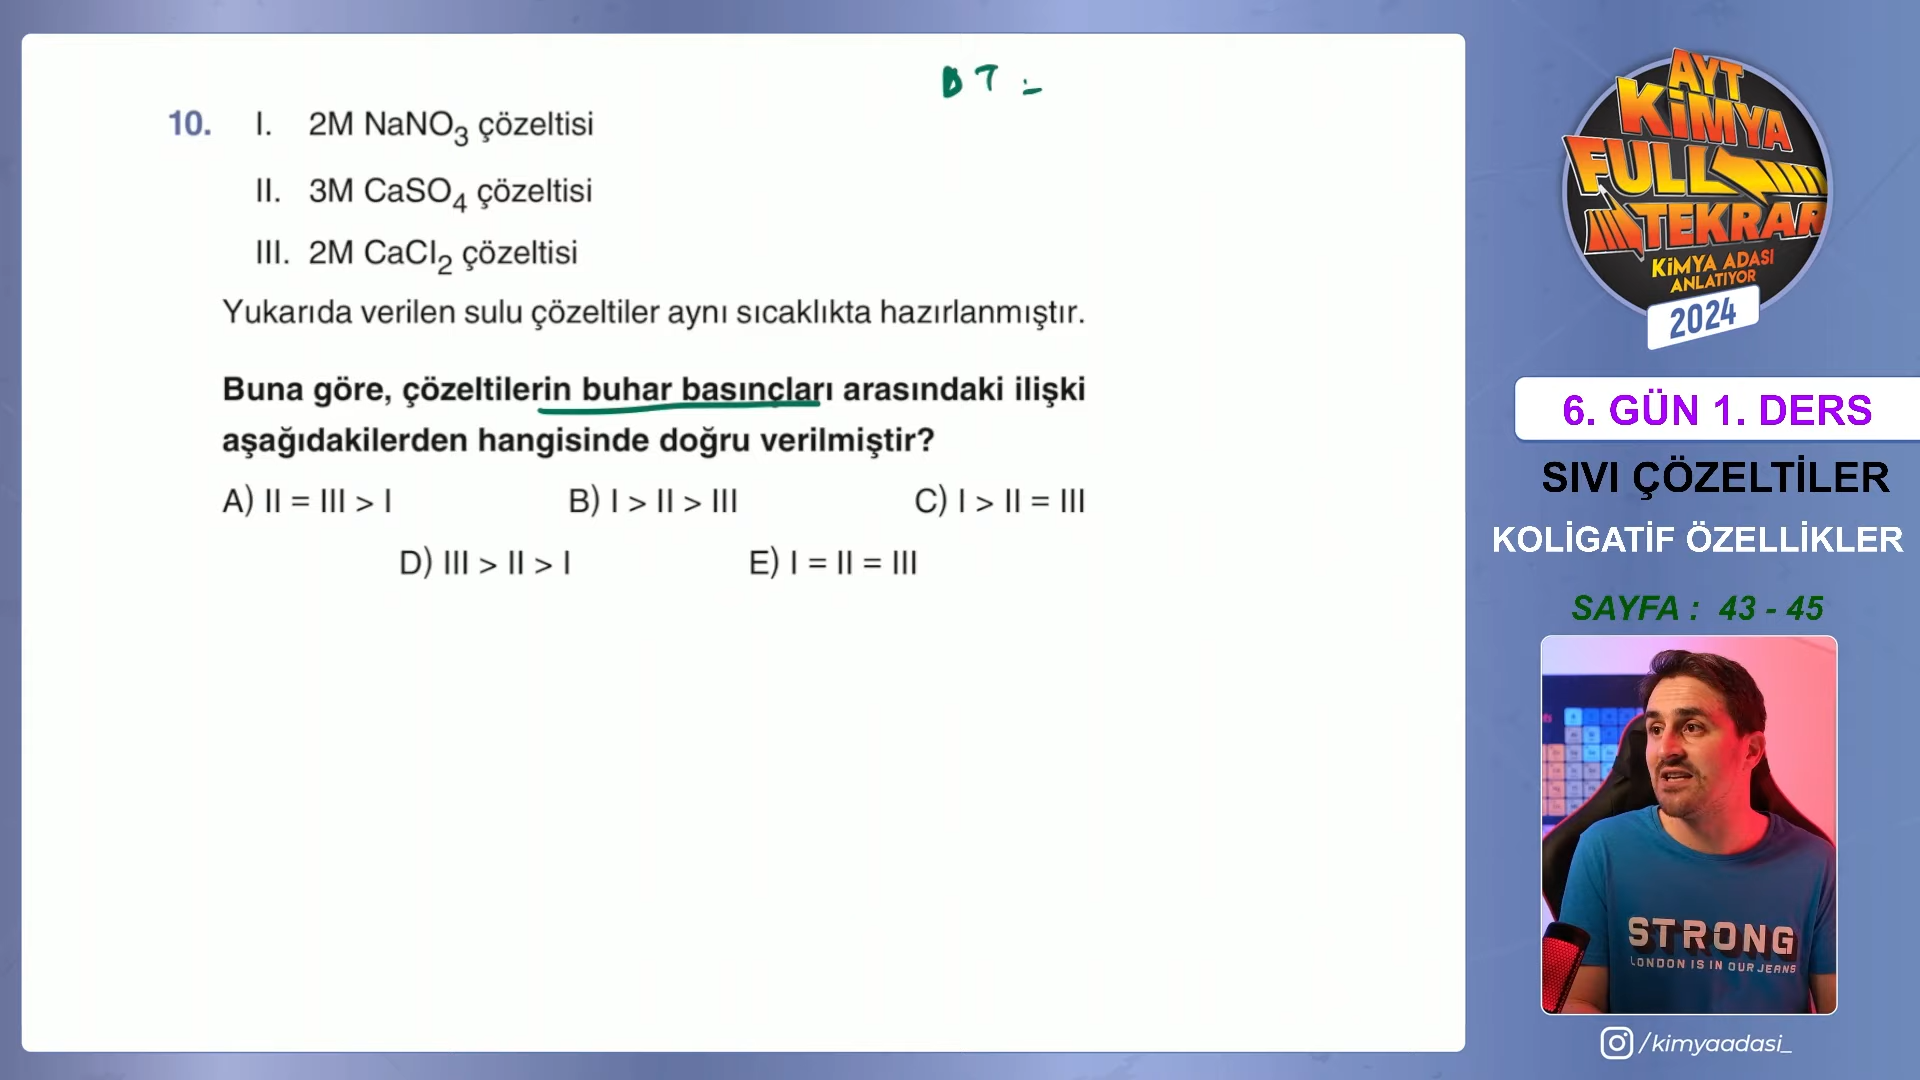 DT =
10. I. 2M NaNO₃ çözeltisi
II. 3M CaSO₄ çözeltisi
III. 2M CaCl₂ çözeltisi
Yukarıda verilen sulu çözeltiler aynı sıcaklıkta hazırlanmıştır.
Buna göre, çözeltilerin buhar basınçları arasındaki ilişki
aşağıdakilerden hangisinde doğru verilmiştir?
A) II = III > I B) I > II > III C) I > II = III
D) III > II > I E) I = II = III
AYT
KİMYA
FULL
TEKRAR
KİMYA ADASI
ANLATIYOR
2024
6. GÜN 1. DERS
SIVI ÇÖZELTİLER
KOLİGATİF ÖZELLİKLER
SAYFA : 43 - 45
STRONG
LONDON IS IN OUR JEANS
/kimyaadasi_